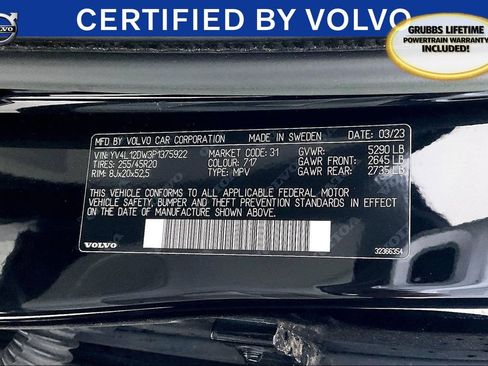 CERTIFIED BY VOLVO
VOLVO
GRUBBS LIFETIME
POWERTRAIN WARRANTY
INCLUDED!
MFD BY VOLVO CAR CORPORATION MADE IN SWEDEN DATE: 03/23
VIN: YV4L12DW3P1375922 MARKET CODE: 31 GVWR: 5290 LB
TIRES: 255/45R20 COLOUR: 717 GAWR FRONT: 2645 LB
RIM: 8Jx20x52,5 TYPE: MPV GAWR REAR: 2735 LB
THIS VEHICLE CONFORMS TO ALL APPLICABLE FEDERAL MOTOR
VEHICLE SAFETY, BUMPER AND THEFT PREVENTION STANDARDS IN EFFECT
ON THE DATE OF MANUFACTURE SHOWN ABOVE.
VOLVO
32366354